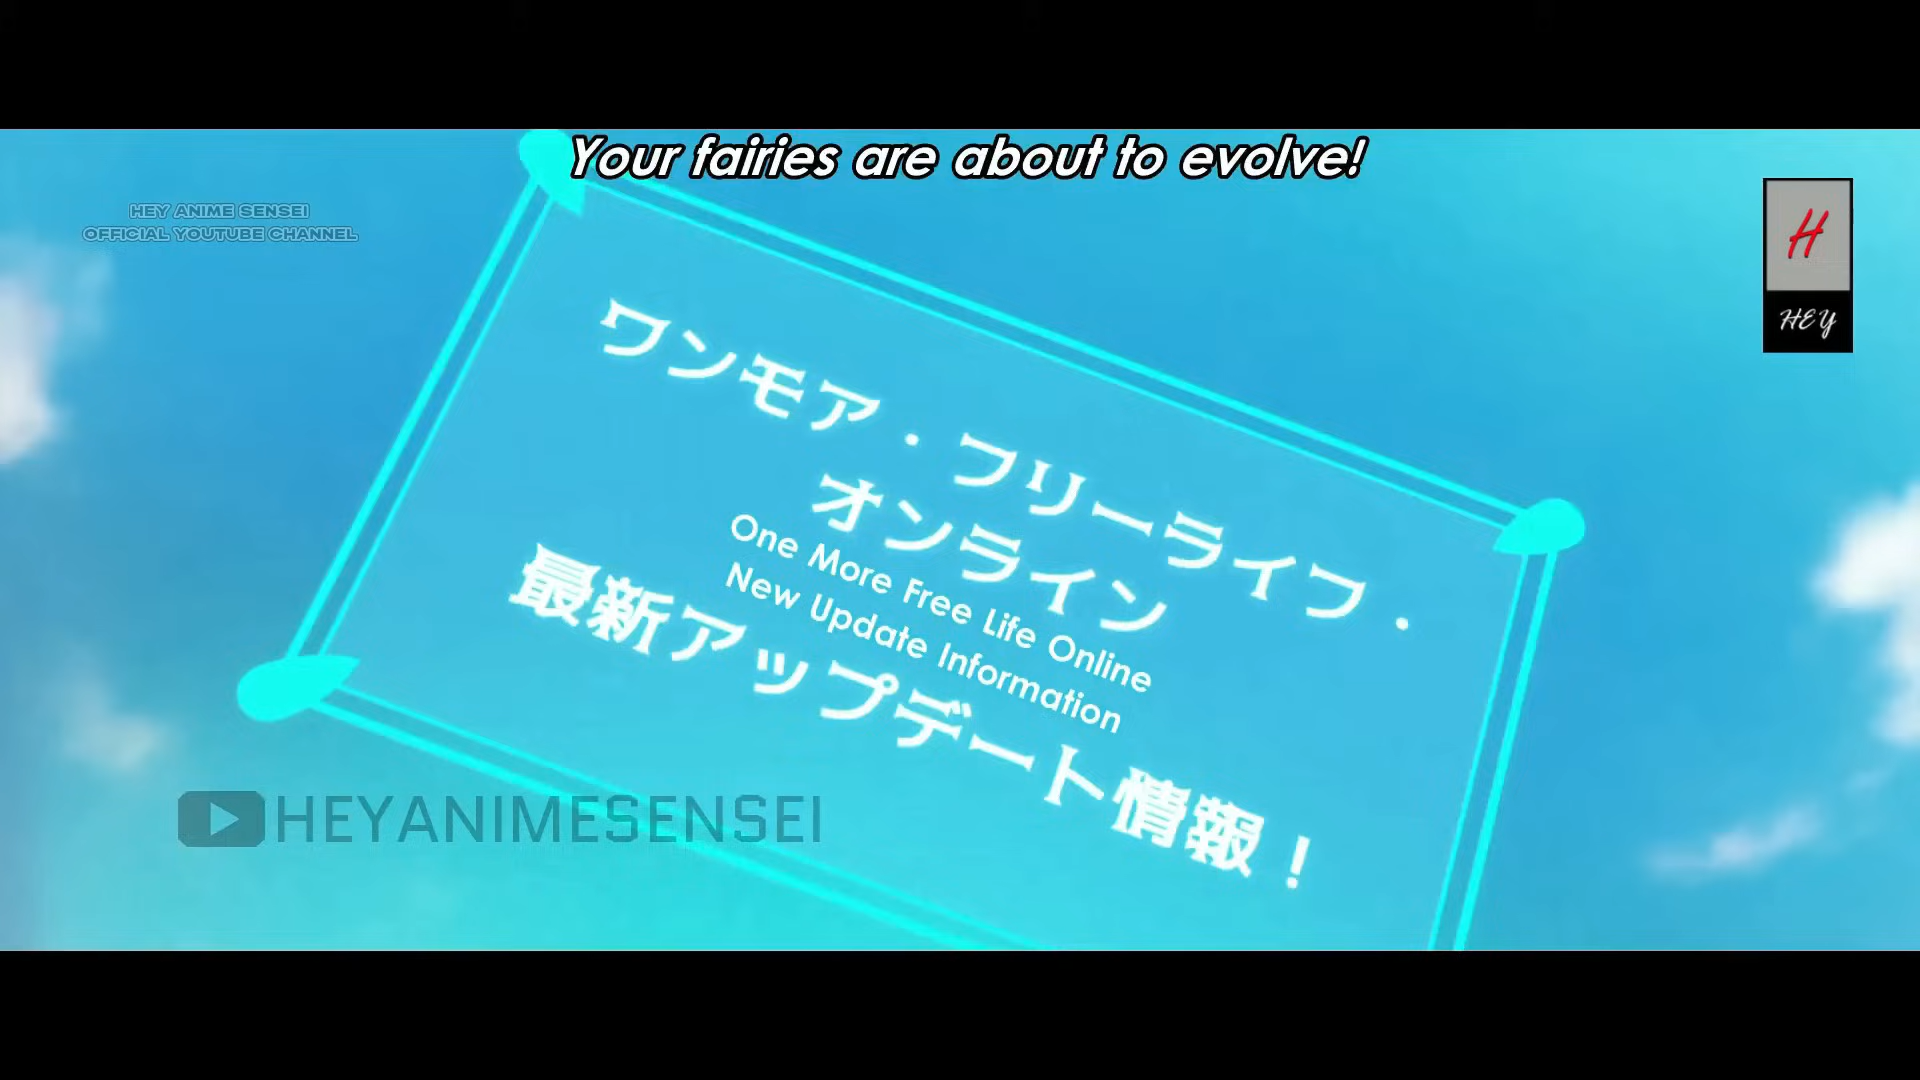 Your fairies are about to evolve!
HEY ANIME SENSEI
OFFICIAL YOUTUBE CHANNEL
H
HEY
ワンモア・フリーライフ・
オンライン
One More Free Life Online
New Update Information
最新アップデート情報！
HEYANIMESENSEI